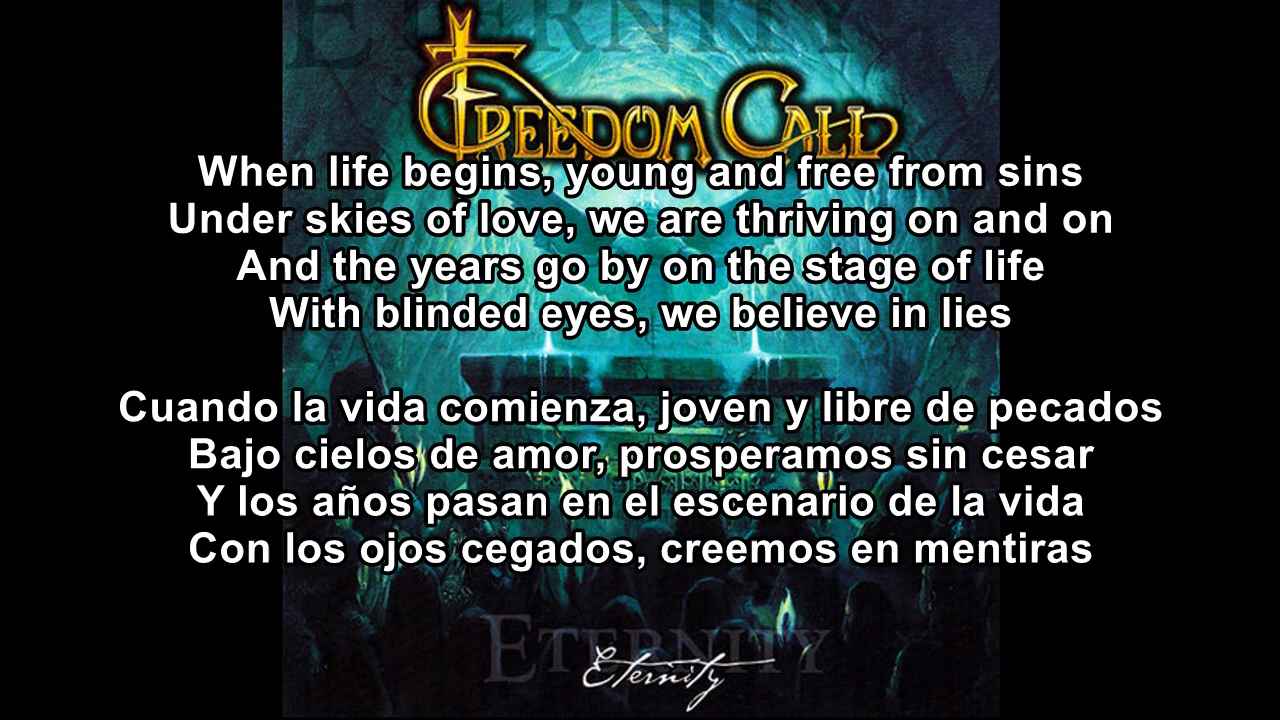 ETERNITY
FREEDOM CALL
When life begins, young and free from sins
Under skies of love, we are thriving on and on
And the years go by on the stage of life
With blinded eyes, we believe in lies
Cuando la vida comienza, joven y libre de pecados
Bajo cielos de amor, prosperamos sin cesar
Y los años pasan en el escenario de la vida
Con los ojos cegados, creemos en mentiras
ETERNITY
Eternity